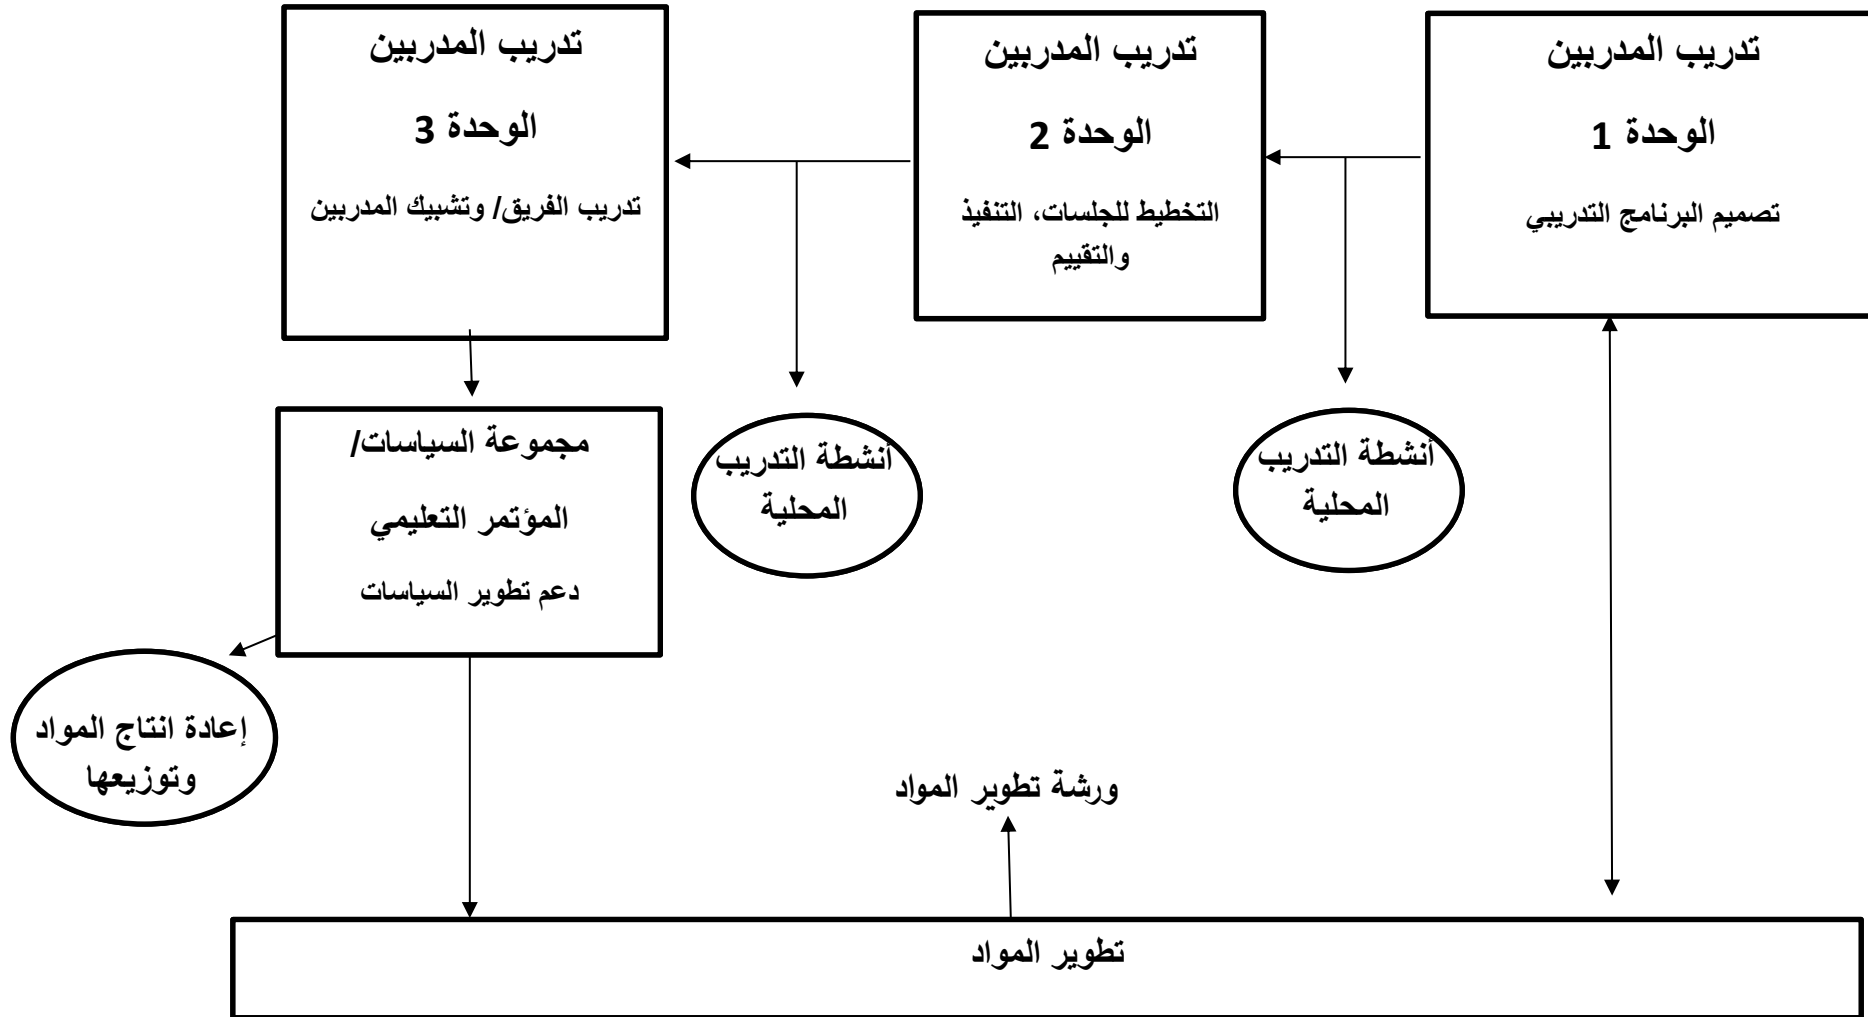 تدريب المدربين
الوحدة 1
تصميم البرنامج التدريبي
تدريب المدربين
الوحدة 2
التخطيط للجلسات، التنفيذ
والتقييم
تدريب المدربين
الوحدة 3
تدريب الفريق/ وتشبيك المدربين
أنشطة التدريب
المحلية
أنشطة التدريب
المحلية
مجموعة السياسات/
المؤتمر التعليمي
دعم تطوير السياسات
إعادة انتاج المواد
وتوزيعها
ورشة تطوير المواد
تطوير المواد